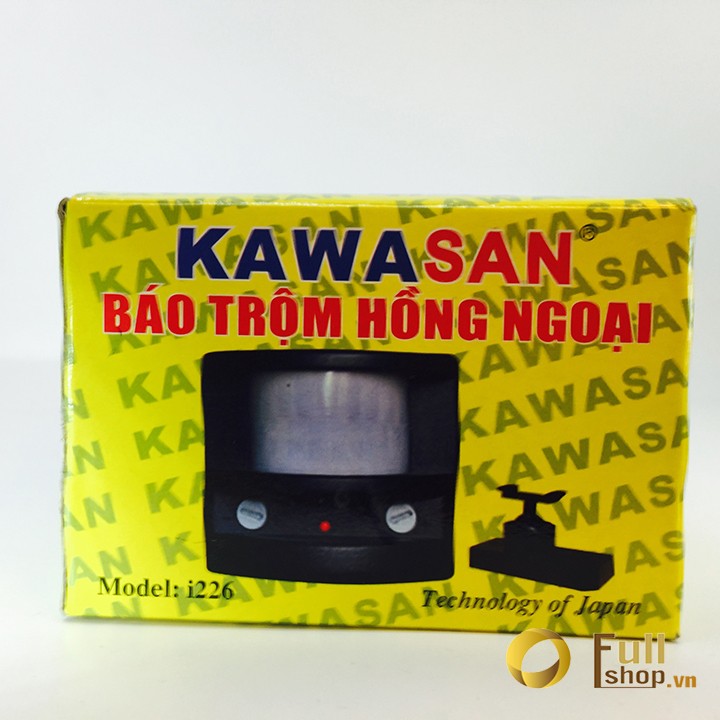 KAWASAN®
BÁO TRỘM HỒNG NGOẠI
Model: i226
Technology of Japan
Full
shop.vn